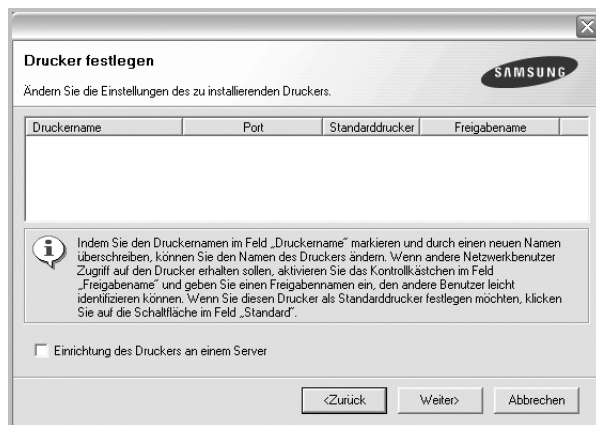 Drucker festlegen
SAMSUNG
Ändern Sie die Einstellungen des zu installierenden Druckers.
Druckername Port Standarddrucker Freigabename
Indem Sie den Druckernamen im Feld „Druckername" markieren und durch einen neuen Namen
überschreiben, können Sie den Namen des Druckers ändern. Wenn andere Netzwerkbenutzer
Zugriff auf den Drucker erhalten sollen, aktivieren Sie das Kontrollkästchen im Feld
„Freigabename" und geben Sie einen Freigabennamen ein, den andere Benutzer leicht
identifizieren können. Wenn Sie diesen Drucker als Standarddrucker festlegen möchten, klicken
Sie auf die Schaltfläche im Feld „Standard".
Einrichtung des Druckers an einem Server
<Zurück Weiter> Abbrechen